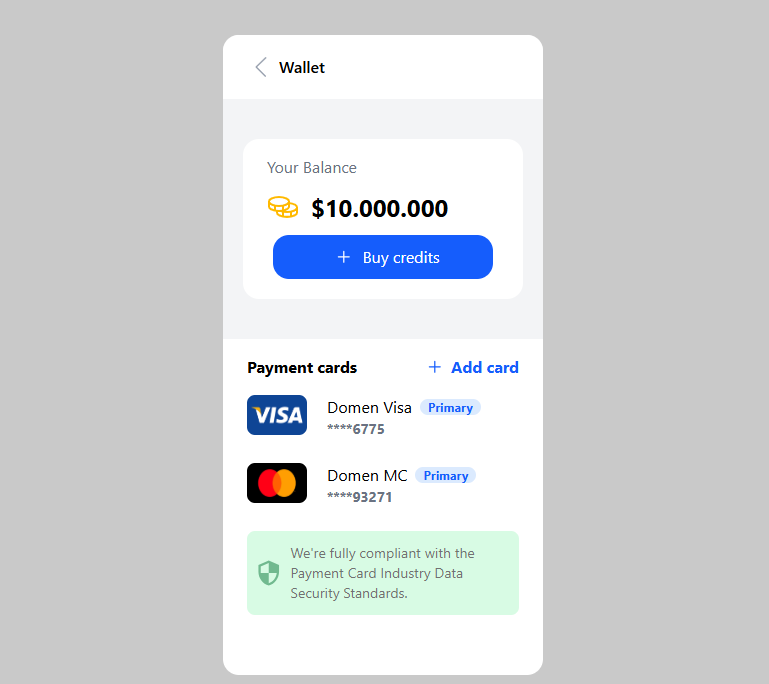 Wallet
Your Balance
$10.000.000
+ Buy credits
Payment cards
+ Add card
VISA
Domen Visa Primary
****6775
Domen MC Primary
****93271
We're fully compliant with the
Payment Card Industry Data
Security Standards.